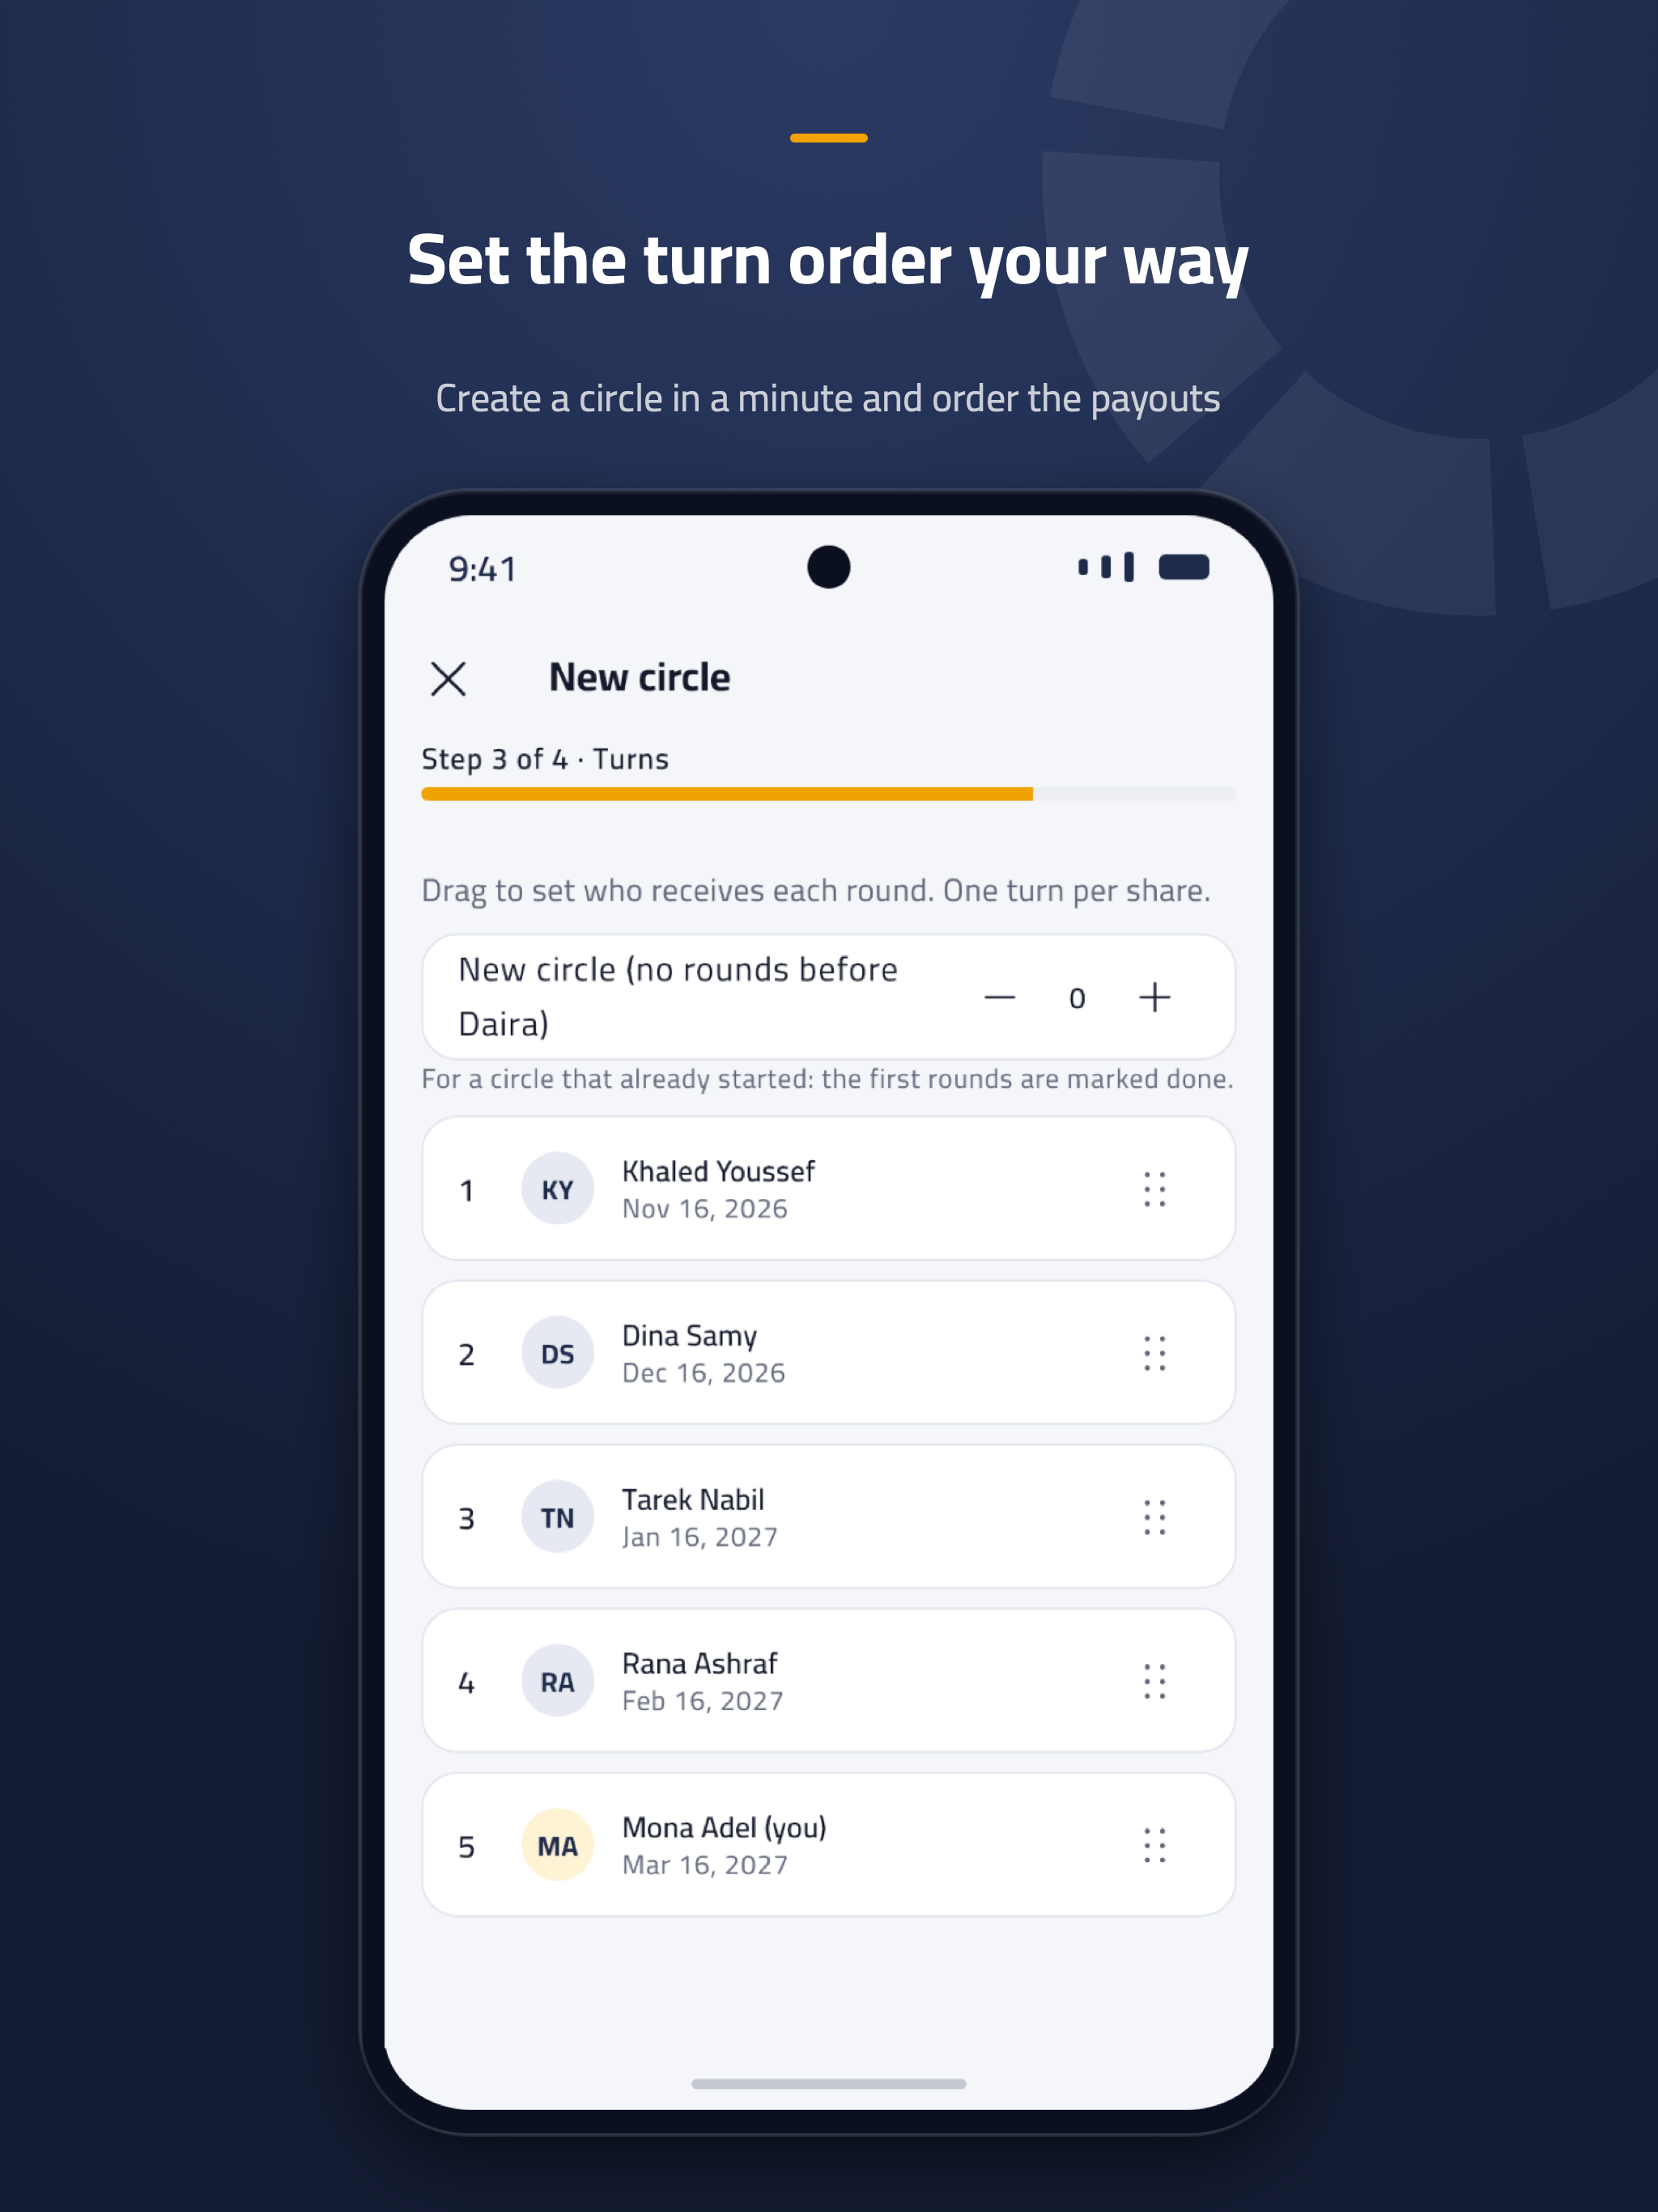 Set the turn order your way
Create a circle in a minute and order the payouts
9:41
New circle
Step 3 of 4 · Turns
Drag to set who receives each round. One turn per share.
New circle (no rounds before
Daira)
0
For a circle that already started: the first rounds are marked done.
1
KY
Khaled Youssef
Nov 16, 2026
2
DS
Dina Samy
Dec 16, 2026
3
TN
Tarek Nabil
Jan 16, 2027
4
RA
Rana Ashraf
Feb 16, 2027
5
MA
Mona Adel (you)
Mar 16, 2027